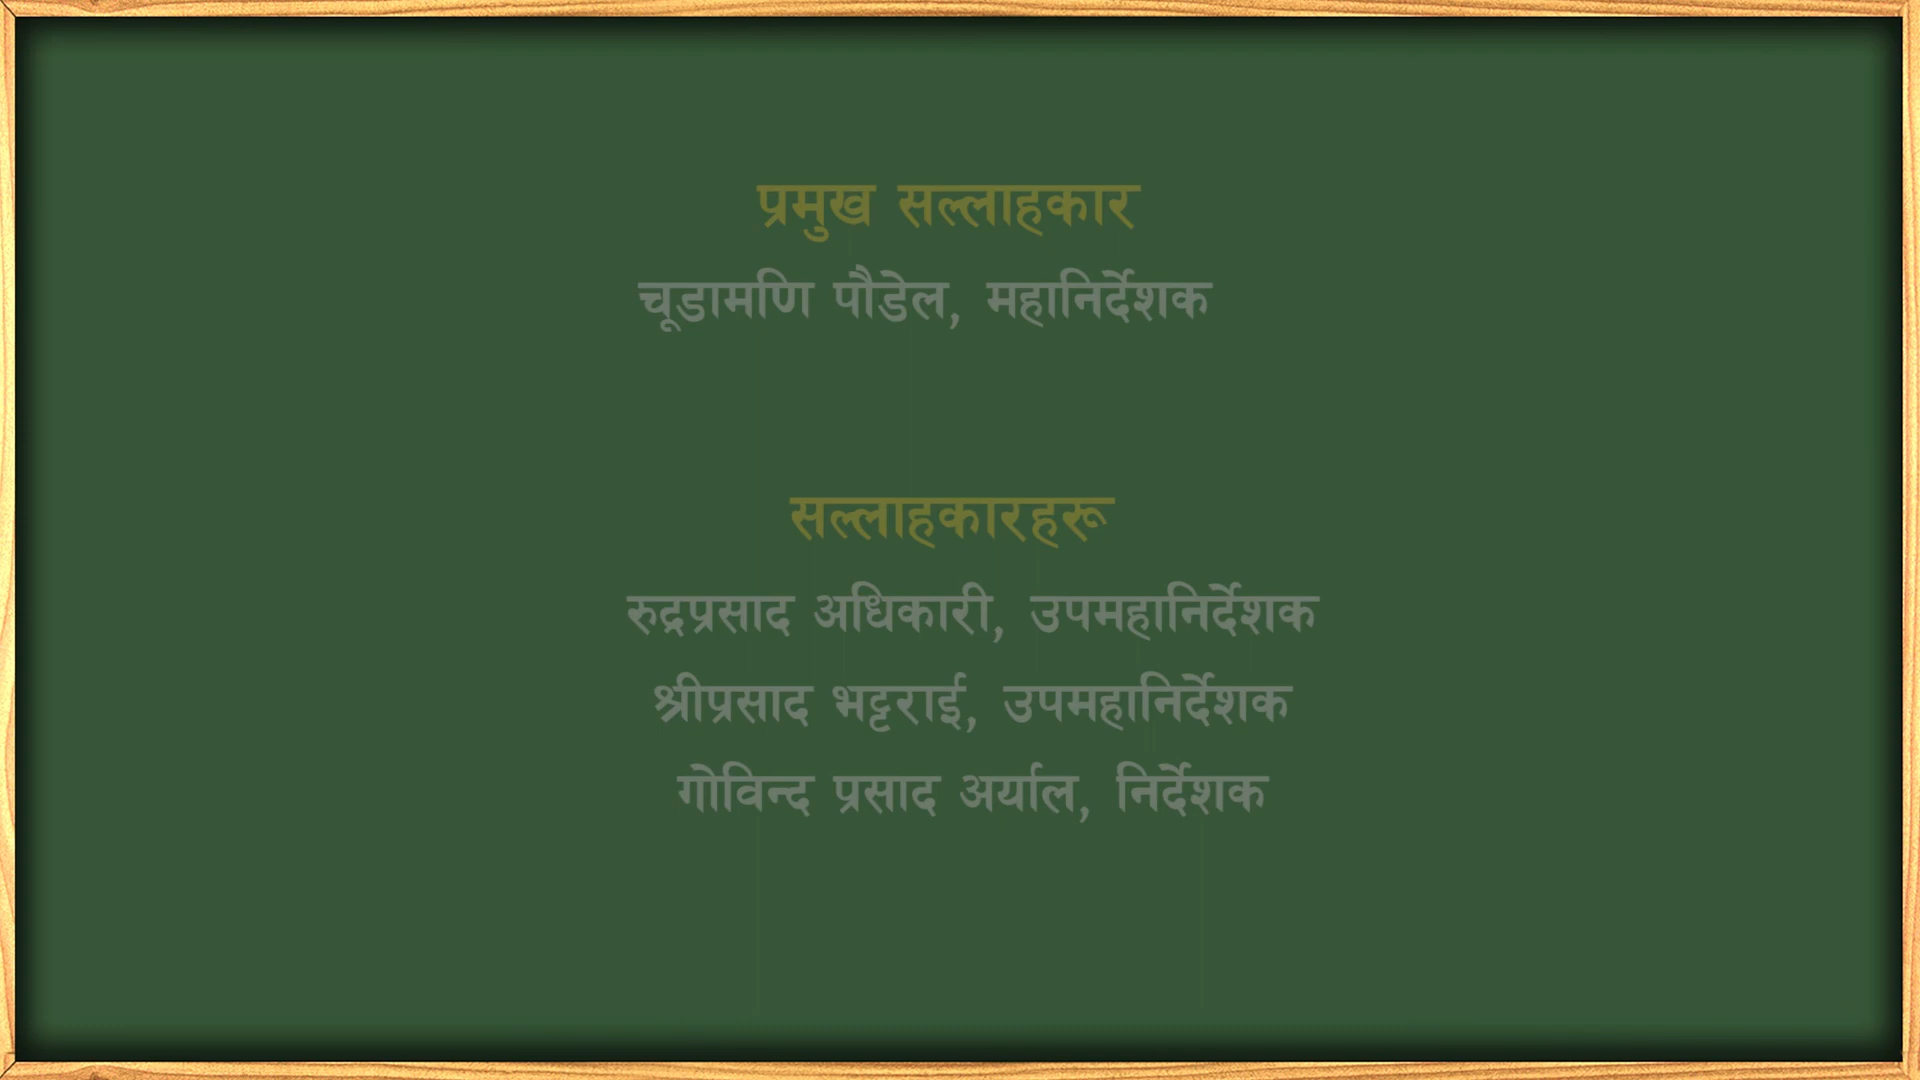 प्रमुख सल्लाहकार
चूडामणि पौडेल, महानिर्देशक
सल्लाहकारहरू
रुद्रप्रसाद अधिकारी, उपमहानिर्देशक
श्रीप्रसाद भट्टराई, उपमहानिर्देशक
गोविन्द प्रसाद अर्याल, निर्देशक